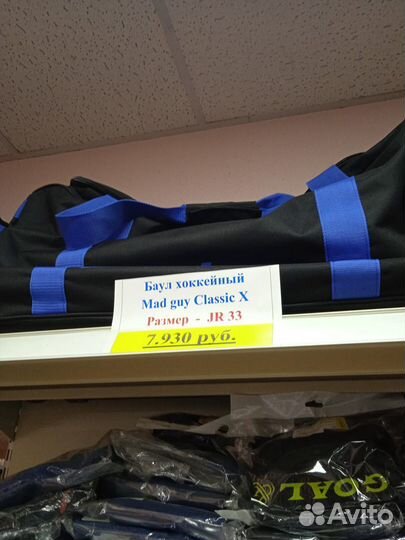 Баул хоккейный
Mad guy Classic X
Размер - JR 33
7.930 руб.
GOAL
Avito